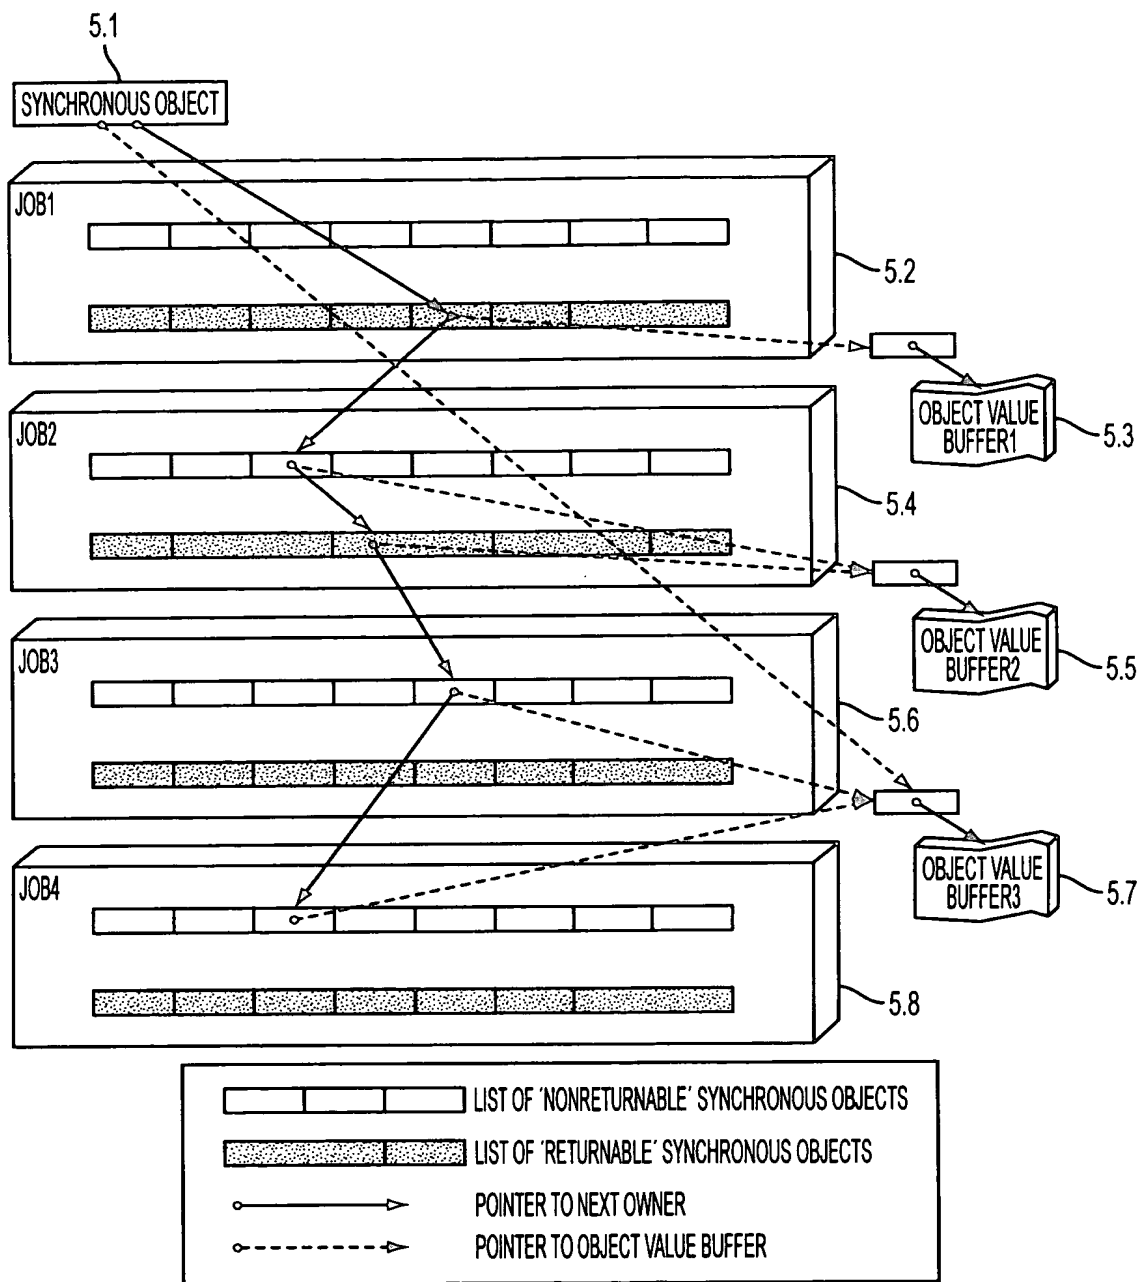 5.1
SYNCHRONOUS OBJECT
JOB1
5.2
OBJECT VALUE
BUFFER1
5.3
JOB2
5.4
OBJECT VALUE
BUFFER2
5.5
JOB3
5.6
OBJECT VALUE
BUFFER3
5.7
JOB4
5.8
LIST OF 'NONRETURNABLE' SYNCHRONOUS OBJECTS
LIST OF 'RETURNABLE' SYNCHRONOUS OBJECTS
POINTER TO NEXT OWNER
POINTER TO OBJECT VALUE BUFFER